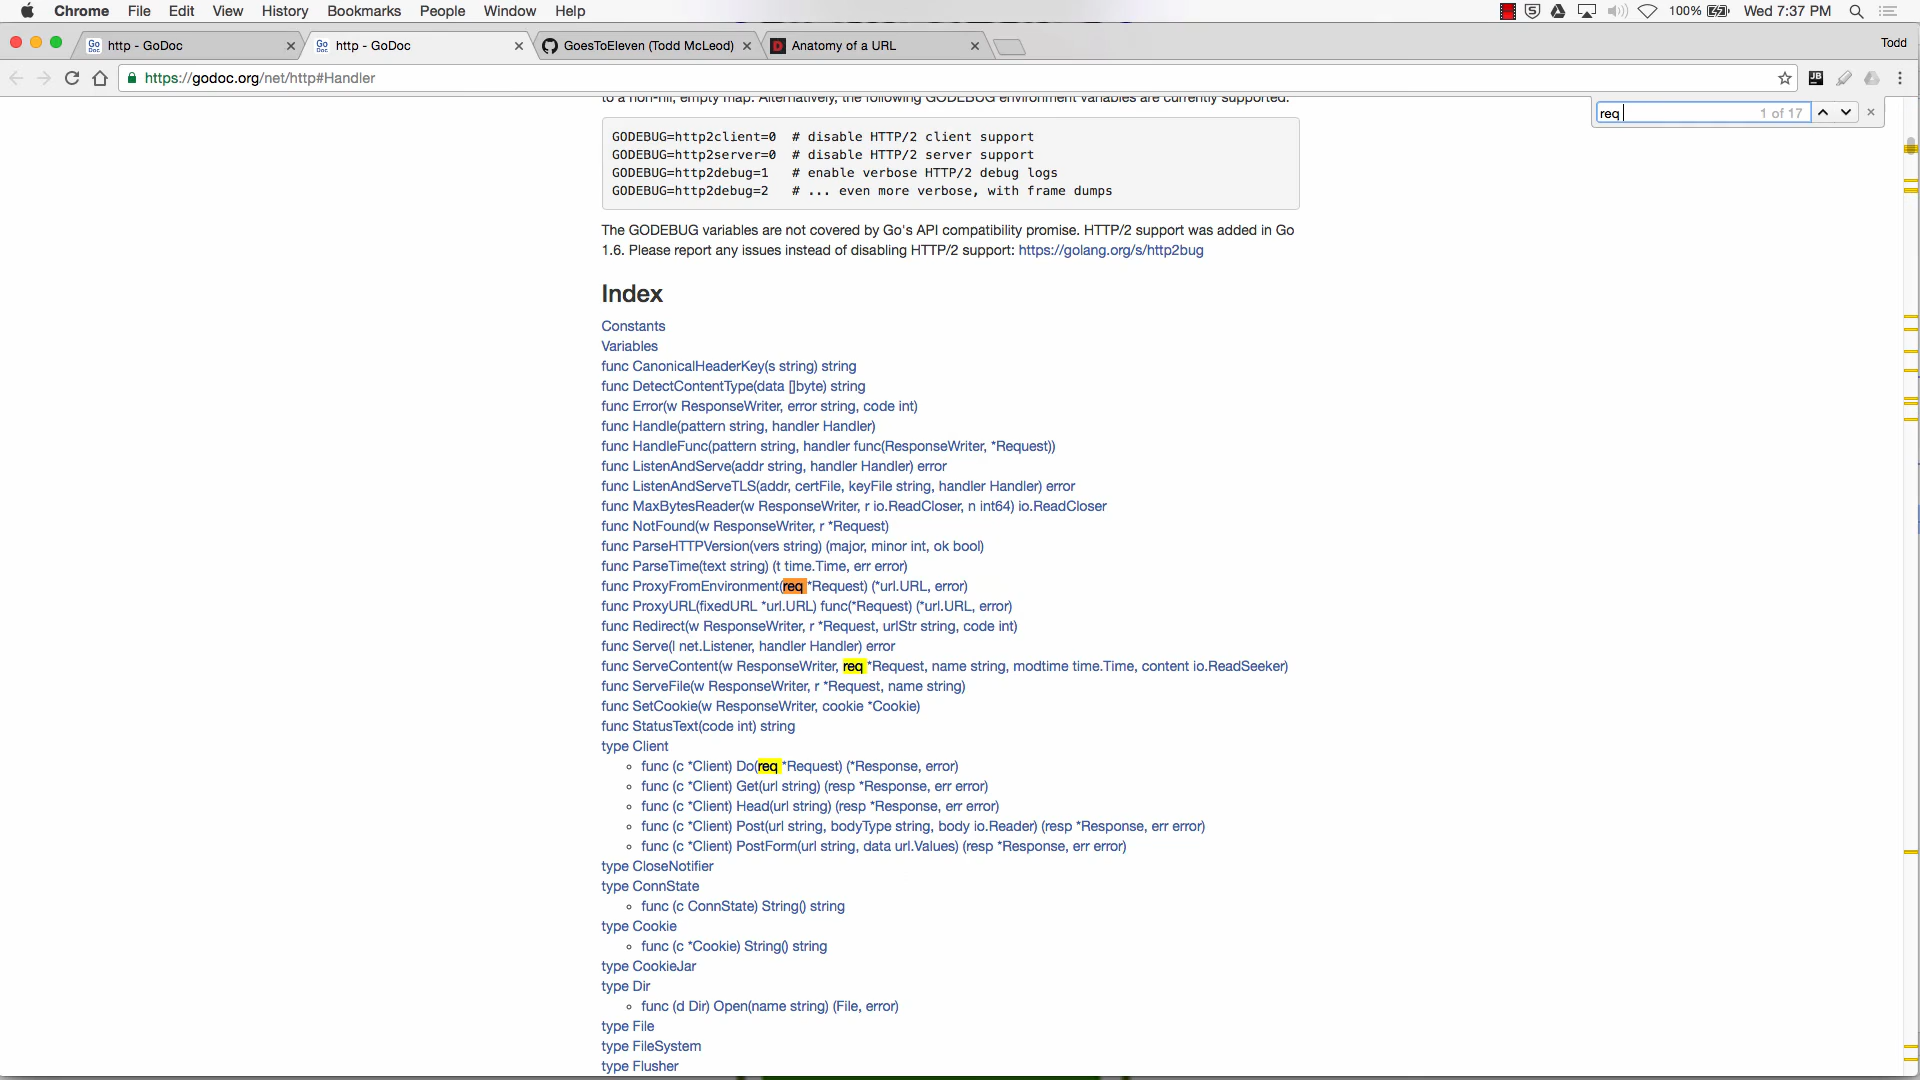 Chrome File Edit View History Bookmarks People Window Help 100% Wed 7:37 PM
http - GoDoc http - GoDoc GoesToEleven (Todd McLeod) Anatomy of a URL Todd
https://godoc.org/net/http#Handler
req 1 of 17
to a non-nil, empty map. Alternatively, the following GODEBUG environment variables are currently supported:
GODEBUG=http2client=0 # disable HTTP/2 client support
GODEBUG=http2server=0 # disable HTTP/2 server support
GODEBUG=http2debug=1 # enable verbose HTTP/2 debug logs
GODEBUG=http2debug=2 # ... even more verbose, with frame dumps
The GODEBUG variables are not covered by Go's API compatibility promise. HTTP/2 support was added in Go
1.6. Please report any issues instead of disabling HTTP/2 support: https://golang.org/s/http2bug
Index
Constants
Variables
func CanonicalHeaderKey(s string) string
func DetectContentType(data []byte) string
func Error(w ResponseWriter, error string, code int)
func Handle(pattern string, handler Handler)
func HandleFunc(pattern string, handler func(ResponseWriter, *Request))
func ListenAndServe(addr string, handler Handler) error
func ListenAndServeTLS(addr, certFile, keyFile string, handler Handler) error
func MaxBytesReader(w ResponseWriter, r io.ReadCloser, n int64) io.ReadCloser
func NotFound(w ResponseWriter, r *Request)
func ParseHTTPVersion(vers string) (major, minor int, ok bool)
func ParseTime(text string) (t time.Time, err error)
func ProxyFromEnvironment(req *Request) (*url.URL, error)
func ProxyURL(fixedURL *url.URL) func(*Request) (*url.URL, error)
func Redirect(w ResponseWriter, r *Request, urlStr string, code int)
func Serve(l net.Listener, handler Handler) error
func ServeContent(w ResponseWriter, req *Request, name string, modtime time.Time, content io.ReadSeeker)
func ServeFile(w ResponseWriter, r *Request, name string)
func SetCookie(w ResponseWriter, cookie *Cookie)
func StatusText(code int) string
type Client
◦ func (c *Client) Do(req *Request) (*Response, error)
◦ func (c *Client) Get(url string) (resp *Response, err error)
◦ func (c *Client) Head(url string) (resp *Response, err error)
◦ func (c *Client) Post(url string, bodyType string, body io.Reader) (resp *Response, err error)
◦ func (c *Client) PostForm(url string, data url.Values) (resp *Response, err error)
type CloseNotifier
type ConnState
◦ func (c ConnState) String() string
type Cookie
◦ func (c *Cookie) String() string
type CookieJar
type Dir
◦ func (d Dir) Open(name string) (File, error)
type File
type FileSystem
type Flusher